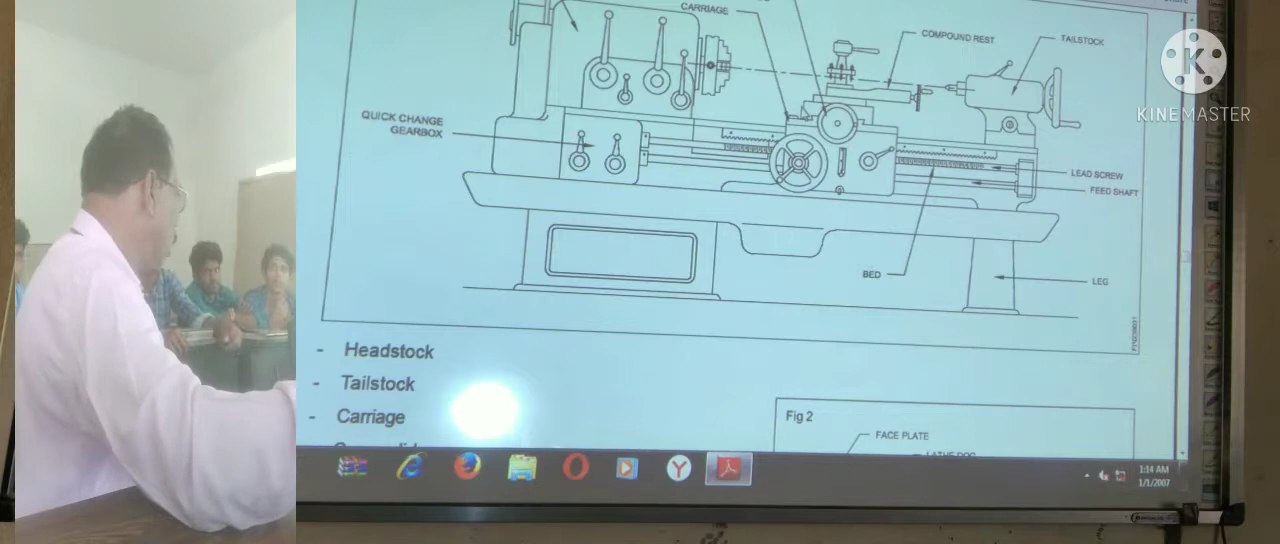 CARRIAGE
COMPOUND REST
TAILSTOCK
K
KINEMASTER
QUICK CHANGE
GEARBOX
LEAD SCREW
FEED SHAFT
BED
LEG
- Headstock
- Tailstock
- Carriage
Fig 2
FACE PLATE
1:14 AM
1/1/2007